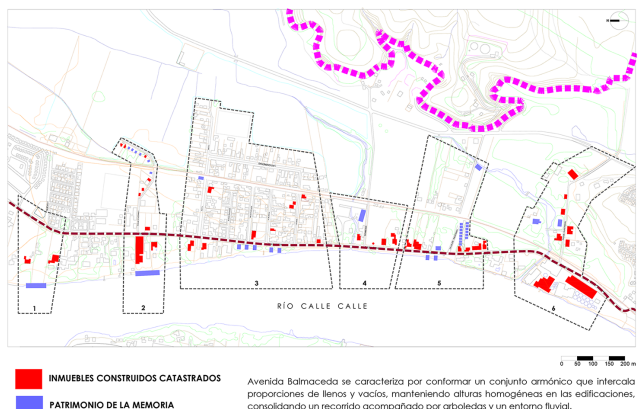 N
1
2
3
4
5
6
RÍO CALLE CALLE
0 50 100 150 200 m
INMUEBLES CONSTRUIDOS CATASTRADOS
PATRIMONIO DE LA MEMORIA
Avenida Balmaceda se caracteriza por conformar un conjunto armónico que intercala
proporciones de llenos y vacíos, manteniendo alturas homogéneas en las edificaciones,
consolidando un recorrido acompañado por arboledas y un entorno fluvial.